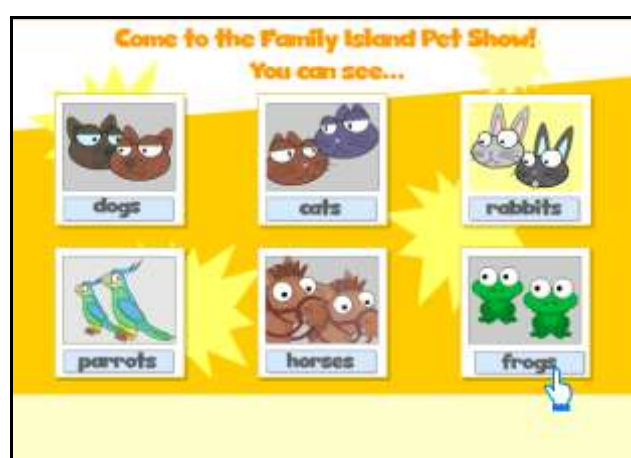 Come to the Family Island Pet Show!
You can see...
dogs
cats
rabbits
parrots
horses
frogs